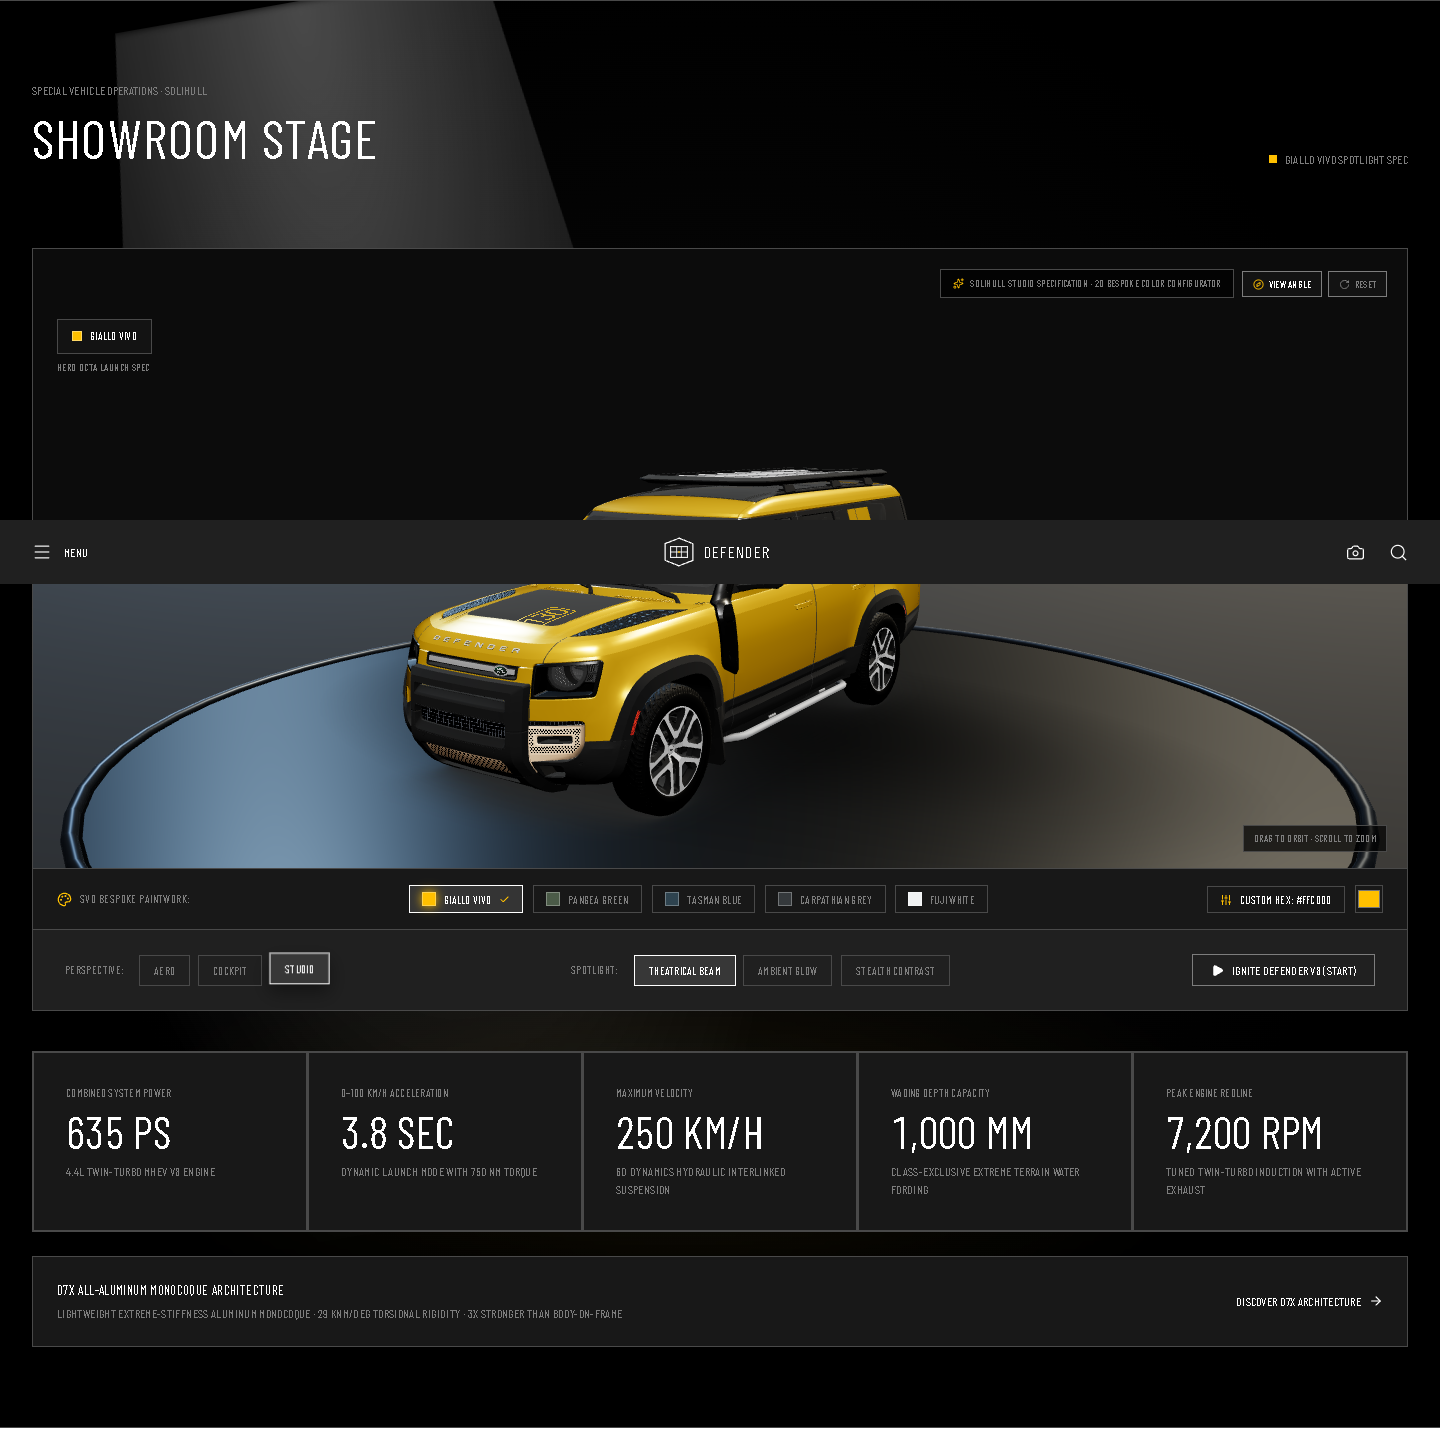 SPECIAL VEHICLE OPERATIONS · SOLIHULL
SHOWROOM STAGE
GIALLO VIVO SPOTLIGHT SPEC
SOLIHULL STUDIO SPECIFICATION · 20 BESPOKE COLOR CONFIGURATOR
VIEW ANGLE
RESET
GIALLO VIVO
HERO OCTA LAUNCH SPEC
MENU
DEFENDER
DEFENDER
DRAG TO ORBIT · SCROLL TO ZOOM
SVO BESPOKE PAINTWORK:
GIALLO VIVO
PANGEA GREEN
TASMAN BLUE
CARPATHIAN GREY
FUJI WHITE
CUSTOM HEX: #FFC000
PERSPECTIVE:
AERO
COCKPIT
STUDIO
SPOTLIGHT:
THEATRICAL BEAM
AMBIENT GLOW
STEALTH CONTRAST
IGNITE DEFENDER V8 (START)
COMBINED SYSTEM POWER
635 PS
4.4L TWIN-TURBO MHEV V8 ENGINE
0–100 KM/H ACCELERATION
3.8 SEC
DYNAMIC LAUNCH MODE WITH 750 NM TORQUE
MAXIMUM VELOCITY
250 KM/H
6D DYNAMICS HYDRAULIC INTERLINKED
SUSPENSION
WADING DEPTH CAPACITY
1,000 MM
CLASS-EXCLUSIVE EXTREME TERRAIN WATER
FORDING
PEAK ENGINE REDLINE
7,200 RPM
TUNED TWIN-TURBO INDUCTION WITH ACTIVE
EXHAUST
D7X ALL-ALUMINUM MONOCOQUE ARCHITECTURE
LIGHTWEIGHT EXTREME-STIFFNESS ALUMINUM MONOCOQUE · 29 KNM/DEG TORSIONAL RIGIDITY · 3X STRONGER THAN BODY-ON-FRAME
DISCOVER D7X ARCHITECTURE